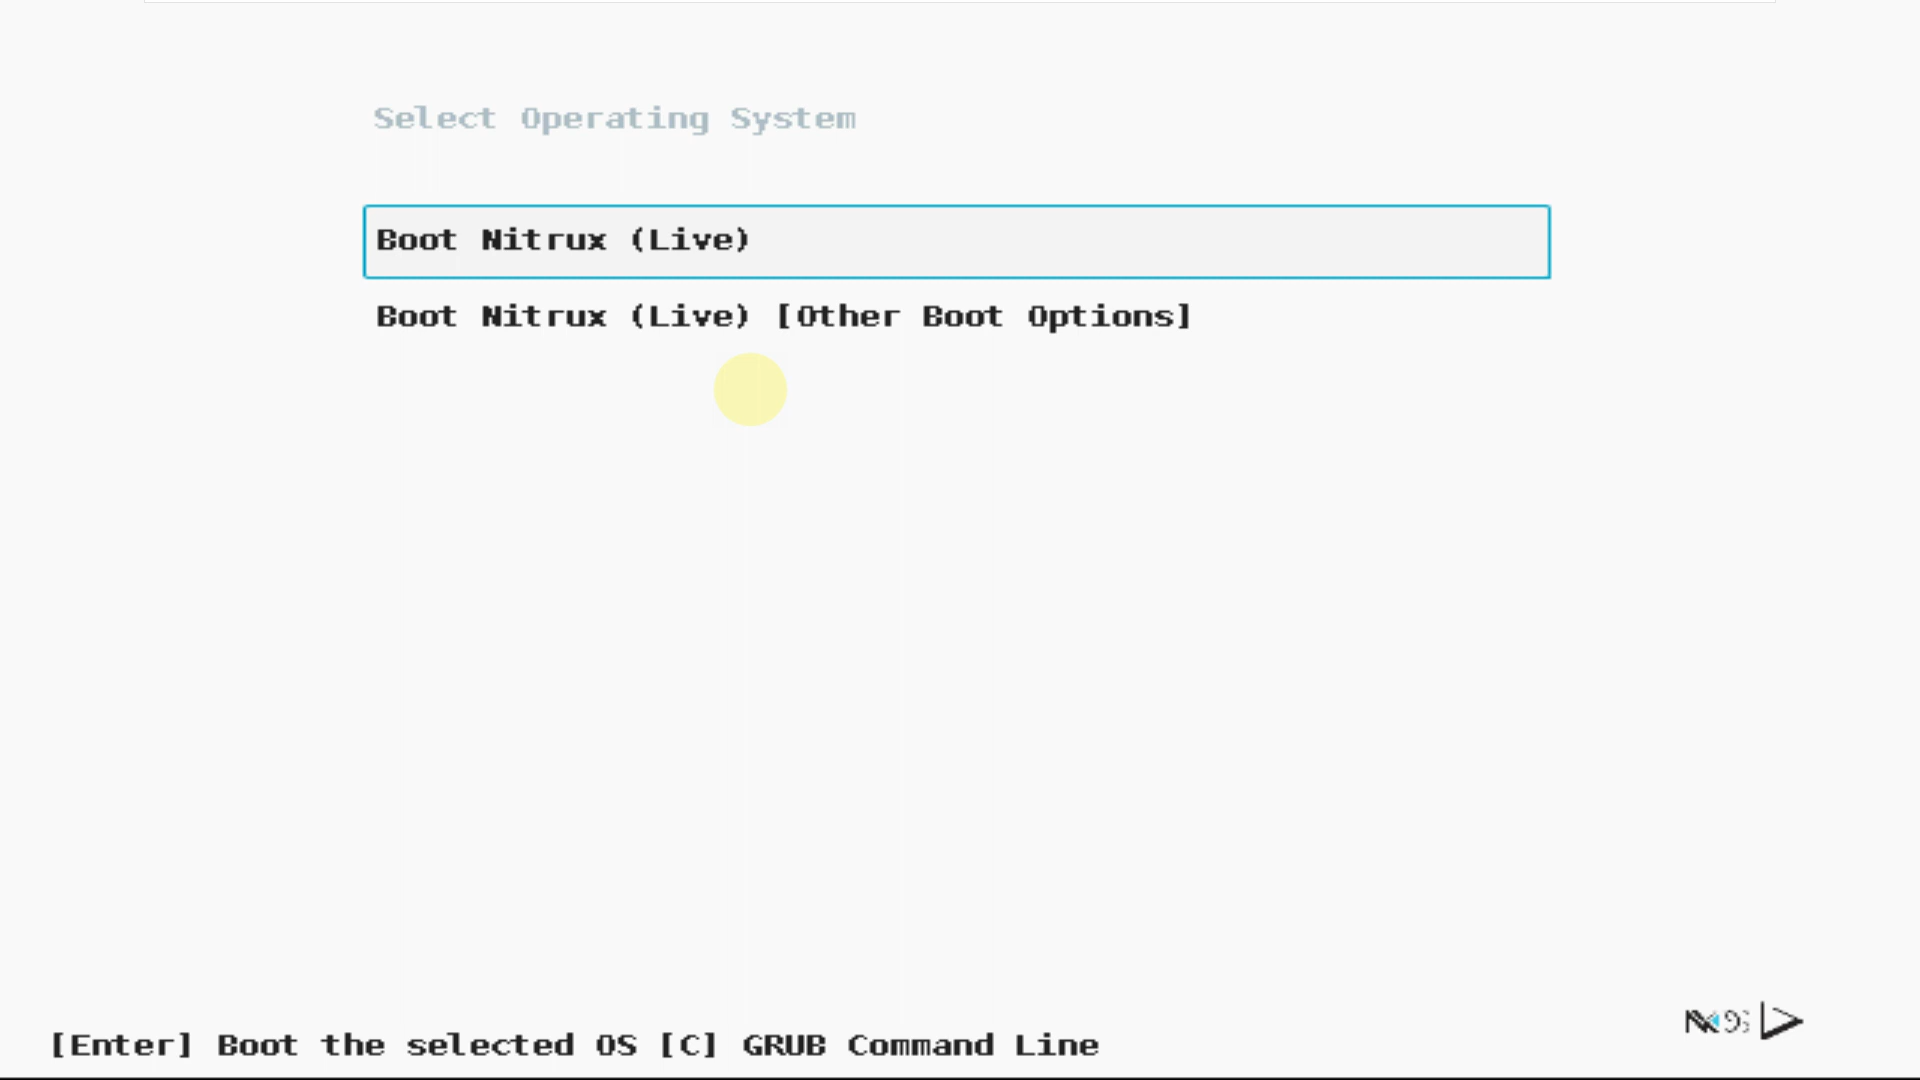 Select Operating System
Boot Nitrux (Live)
Boot Nitrux (Live) [Other Boot Options]
[Enter] Boot the selected OS [C] GRUB Command Line